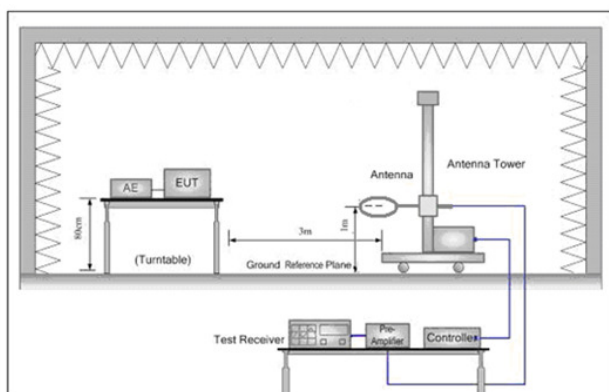 Antenna Tower
Antenna
AE
EUT
80cm
(Turntable)
3m
1m
Ground Reference Plane
Test Receiver
Pre-
Amplifier
Controller